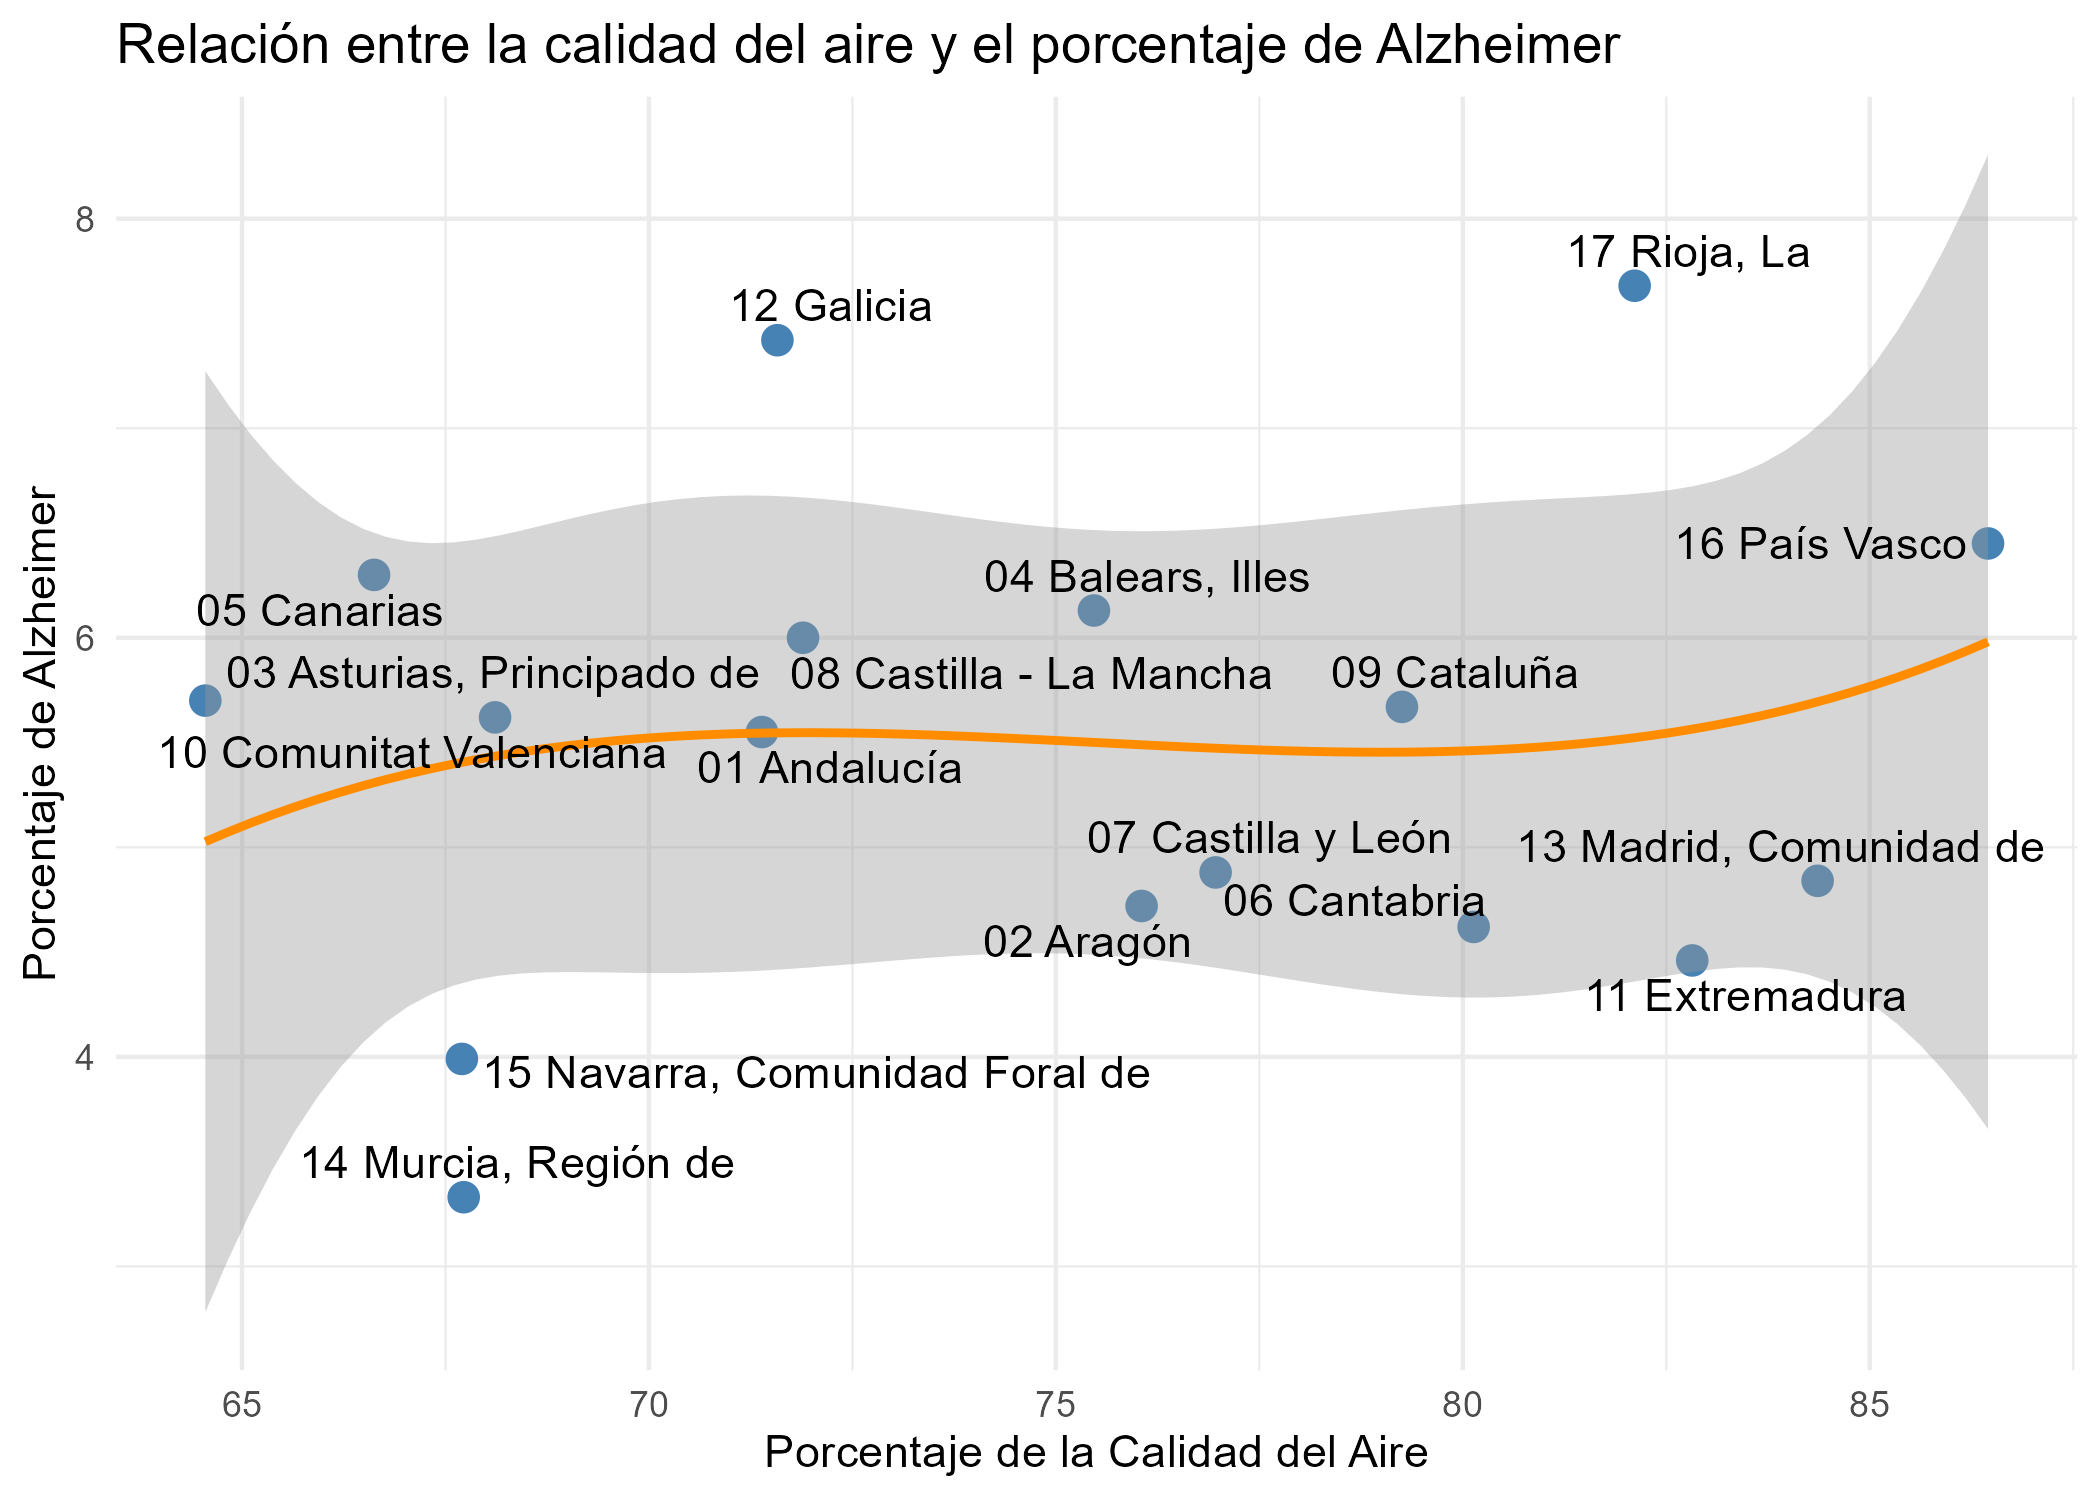 Relación entre la calidad del aire y el porcentaje de Alzheimer
Porcentaje de Alzheimer
8
6
4
17 Rioja, La
12 Galicia
16 País Vasco
04 Balears, Illes
05 Canarias
03 Asturias, Principado de
08 Castilla - La Mancha
09 Cataluña
10 Comunitat Valenciana
01 Andalucía
07 Castilla y León
13 Madrid, Comunidad de
06 Cantabria
02 Aragón
11 Extremadura
15 Navarra, Comunidad Foral de
14 Murcia, Región de
65
70
75
80
85
Porcentaje de la Calidad del Aire